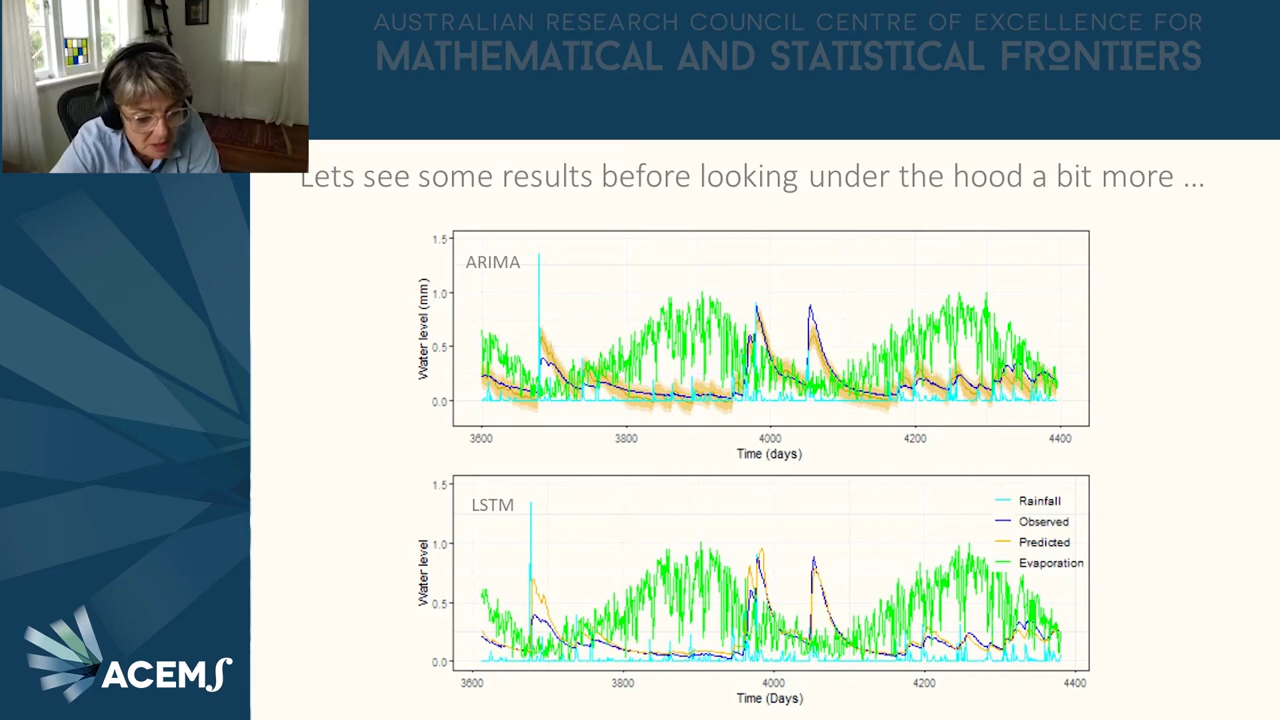 AUSTRALIAN RESEARCH COUNCIL CENTRE OF EXCELLENCE FOR
MATHEMATICAL AND STATISTICAL FRONTIERS
Lets see some results before looking under the hood a bit more ...
ARIMA
Water level (mm)
1.5
1.0
0.5
0.0
3600 3800 4000 4200 4400
Time (days)
LSTM
Water level
1.5
1.0
0.5
0.0
Rainfall
Observed
Predicted
Evaporation
3600 3800 4000 4200 4400
Time (Days)
ACEMS